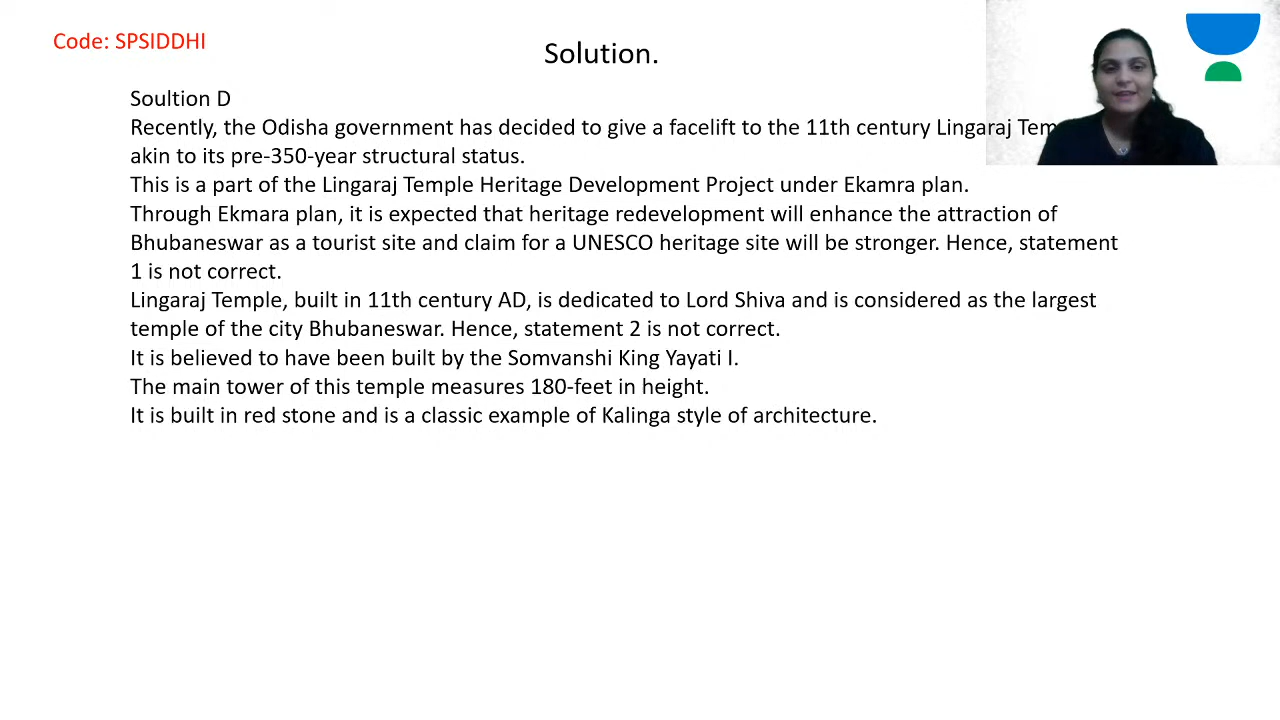 Code: SPSIDDHI
Solution.
Soultion D
Recently, the Odisha government has decided to give a facelift to the 11th century Lingaraj
akin to its pre-350-year structural status.
This is a part of the Lingaraj Temple Heritage Development Project under Ekamra plan.
Through Ekmara plan, it is expected that heritage redevelopment will enhance the attraction of
Bhubaneswar as a tourist site and claim for a UNESCO heritage site will be stronger. Hence, statement
1 is not correct.
Lingaraj Temple, built in 11th century AD, is dedicated to Lord Shiva and is considered as the largest
temple of the city Bhubaneswar. Hence, statement 2 is not correct.
It is believed to have been built by the Somvanshi King Yayati I.
The main tower of this temple measures 180-feet in height.
It is built in red stone and is a classic example of Kalinga style of architecture.